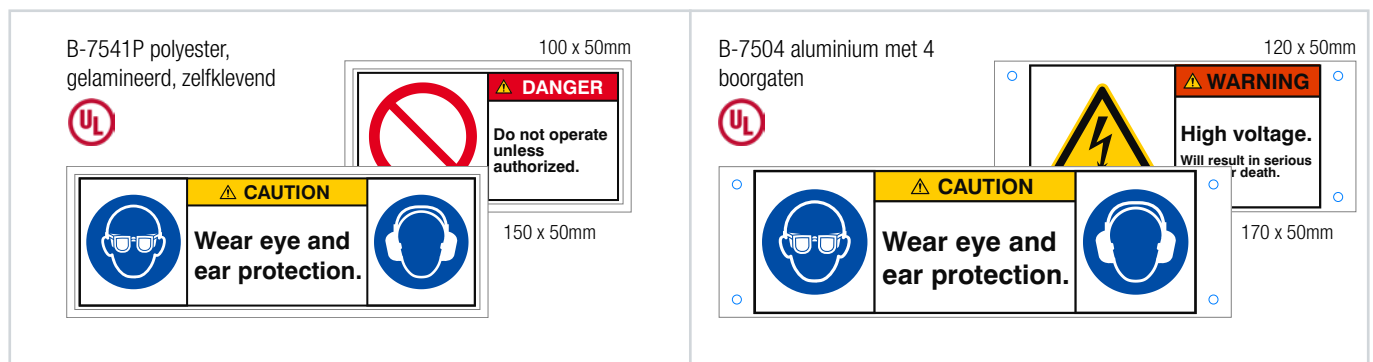 B-7541P polyester,
gelamineerd, zelfklevend
UL
100 x 50mm
DANGER
Do not operate
unless
authorized.
CAUTION
Wear eye and
ear protection.
150 x 50mm
B-7504 aluminium met 4
boorgaten
UL
120 x 50mm
WARNING
High voltage.
Will result in serious
death.
CAUTION
Wear eye and
ear protection.
170 x 50mm